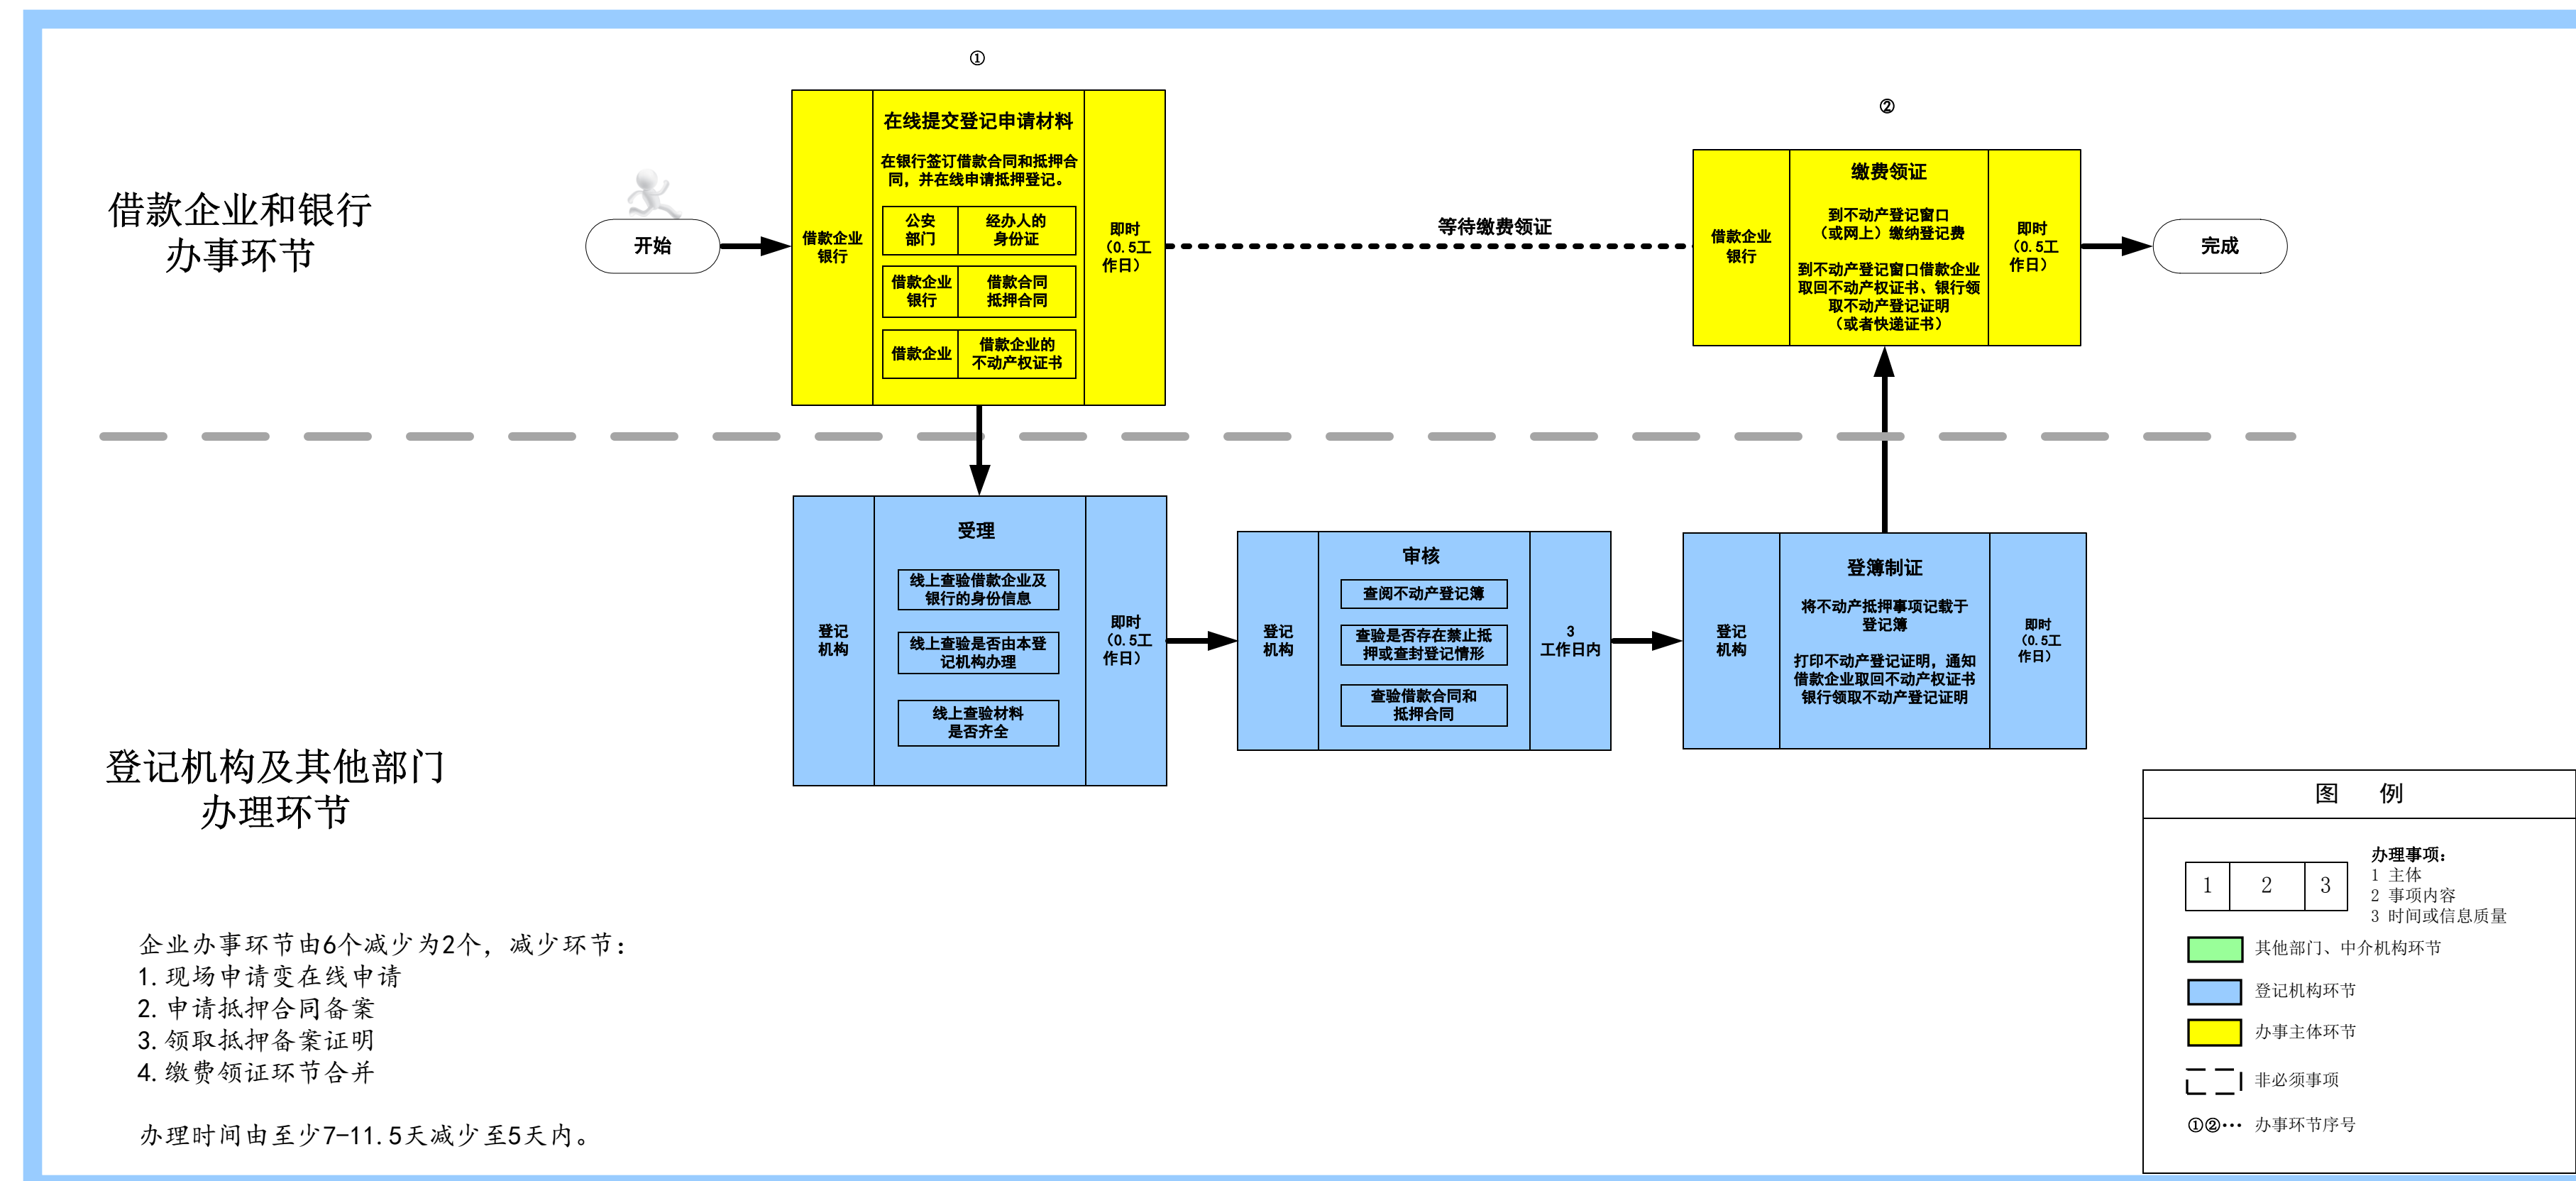 ①
②
借款企业和银行
办事环节
开始
借款企业
银行
在线提交登记申请材料
在银行签订借款合同和抵押合
同，并在线申请抵押登记。
公安
部门
经办人的
身份证
借款企业
银行
借款合同
抵押合同
借款企业
借款企业的
不动产权证书
即时
（0.5工
作日）
等待缴费领证
借款企业
银行
缴费领证
到不动产登记窗口
（或网上）缴纳登记费
到不动产登记窗口借款企业
取回不动产权证书、银行领
取不动产登记证明
（或者快递证书）
即时
（0.5工
作日）
完成
登记机构及其他部门
办理环节
登记
机构
受理
线上查验借款企业及
银行的身份信息
线上查验是否由本登
记机构办理
线上查验材料
是否齐全
即时
（0.5工
作日）
登记
机构
审核
查阅不动产登记簿
查验是否存在禁止抵
押或查封登记情形
查验借款合同和
抵押合同
3
工作日内
登记
机构
登簿制证
将不动产抵押事项记载于
登记簿
打印不动产登记证明，通知
借款企业取回不动产权证书
银行领取不动产登记证明
即时
（0.5工
作日）
企业办事环节由6个减少为2个，减少环节：
1.现场申请变在线申请
2.申请抵押合同备案
3.领取抵押备案证明
4.缴费领证环节合并
办理时间由至少7-11.5天减少至5天内。
图 例
1 2 3
办理事项：
1 主体
2 事项内容
3 时间或信息质量
其他部门、中介机构环节
登记机构环节
办事主体环节
非必须事项
①②… 办事环节序号